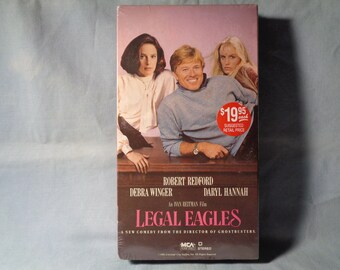 $19.95
SUGGESTED
RETAIL PRICE
ROBERT REDFORD
DEBRA WINGER DARYL HANNAH
An IVAN REITMAN Film
LEGAL EAGLES
A NEW COMEDY FROM THE DIRECTOR OF GHOSTBUSTERS
MCA
STEREO